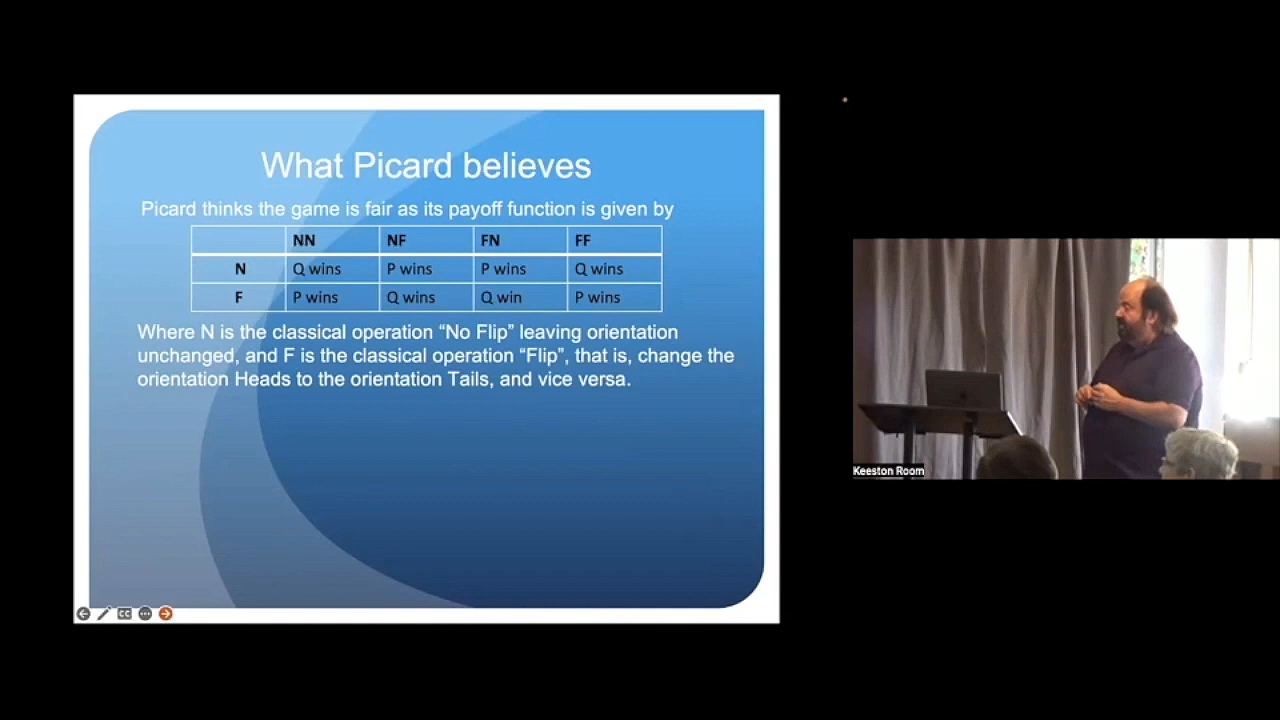 What Picard believes
Picard thinks the game is fair as its payoff function is given by
NN NF FN FF
N Q wins P wins P wins Q wins
F P wins Q wins Q win P wins
Where N is the classical operation “No Flip” leaving orientation
unchanged, and F is the classical operation “Flip”, that is, change the
orientation Heads to the orientation Tails, and vice versa.
CC
Keeston Room